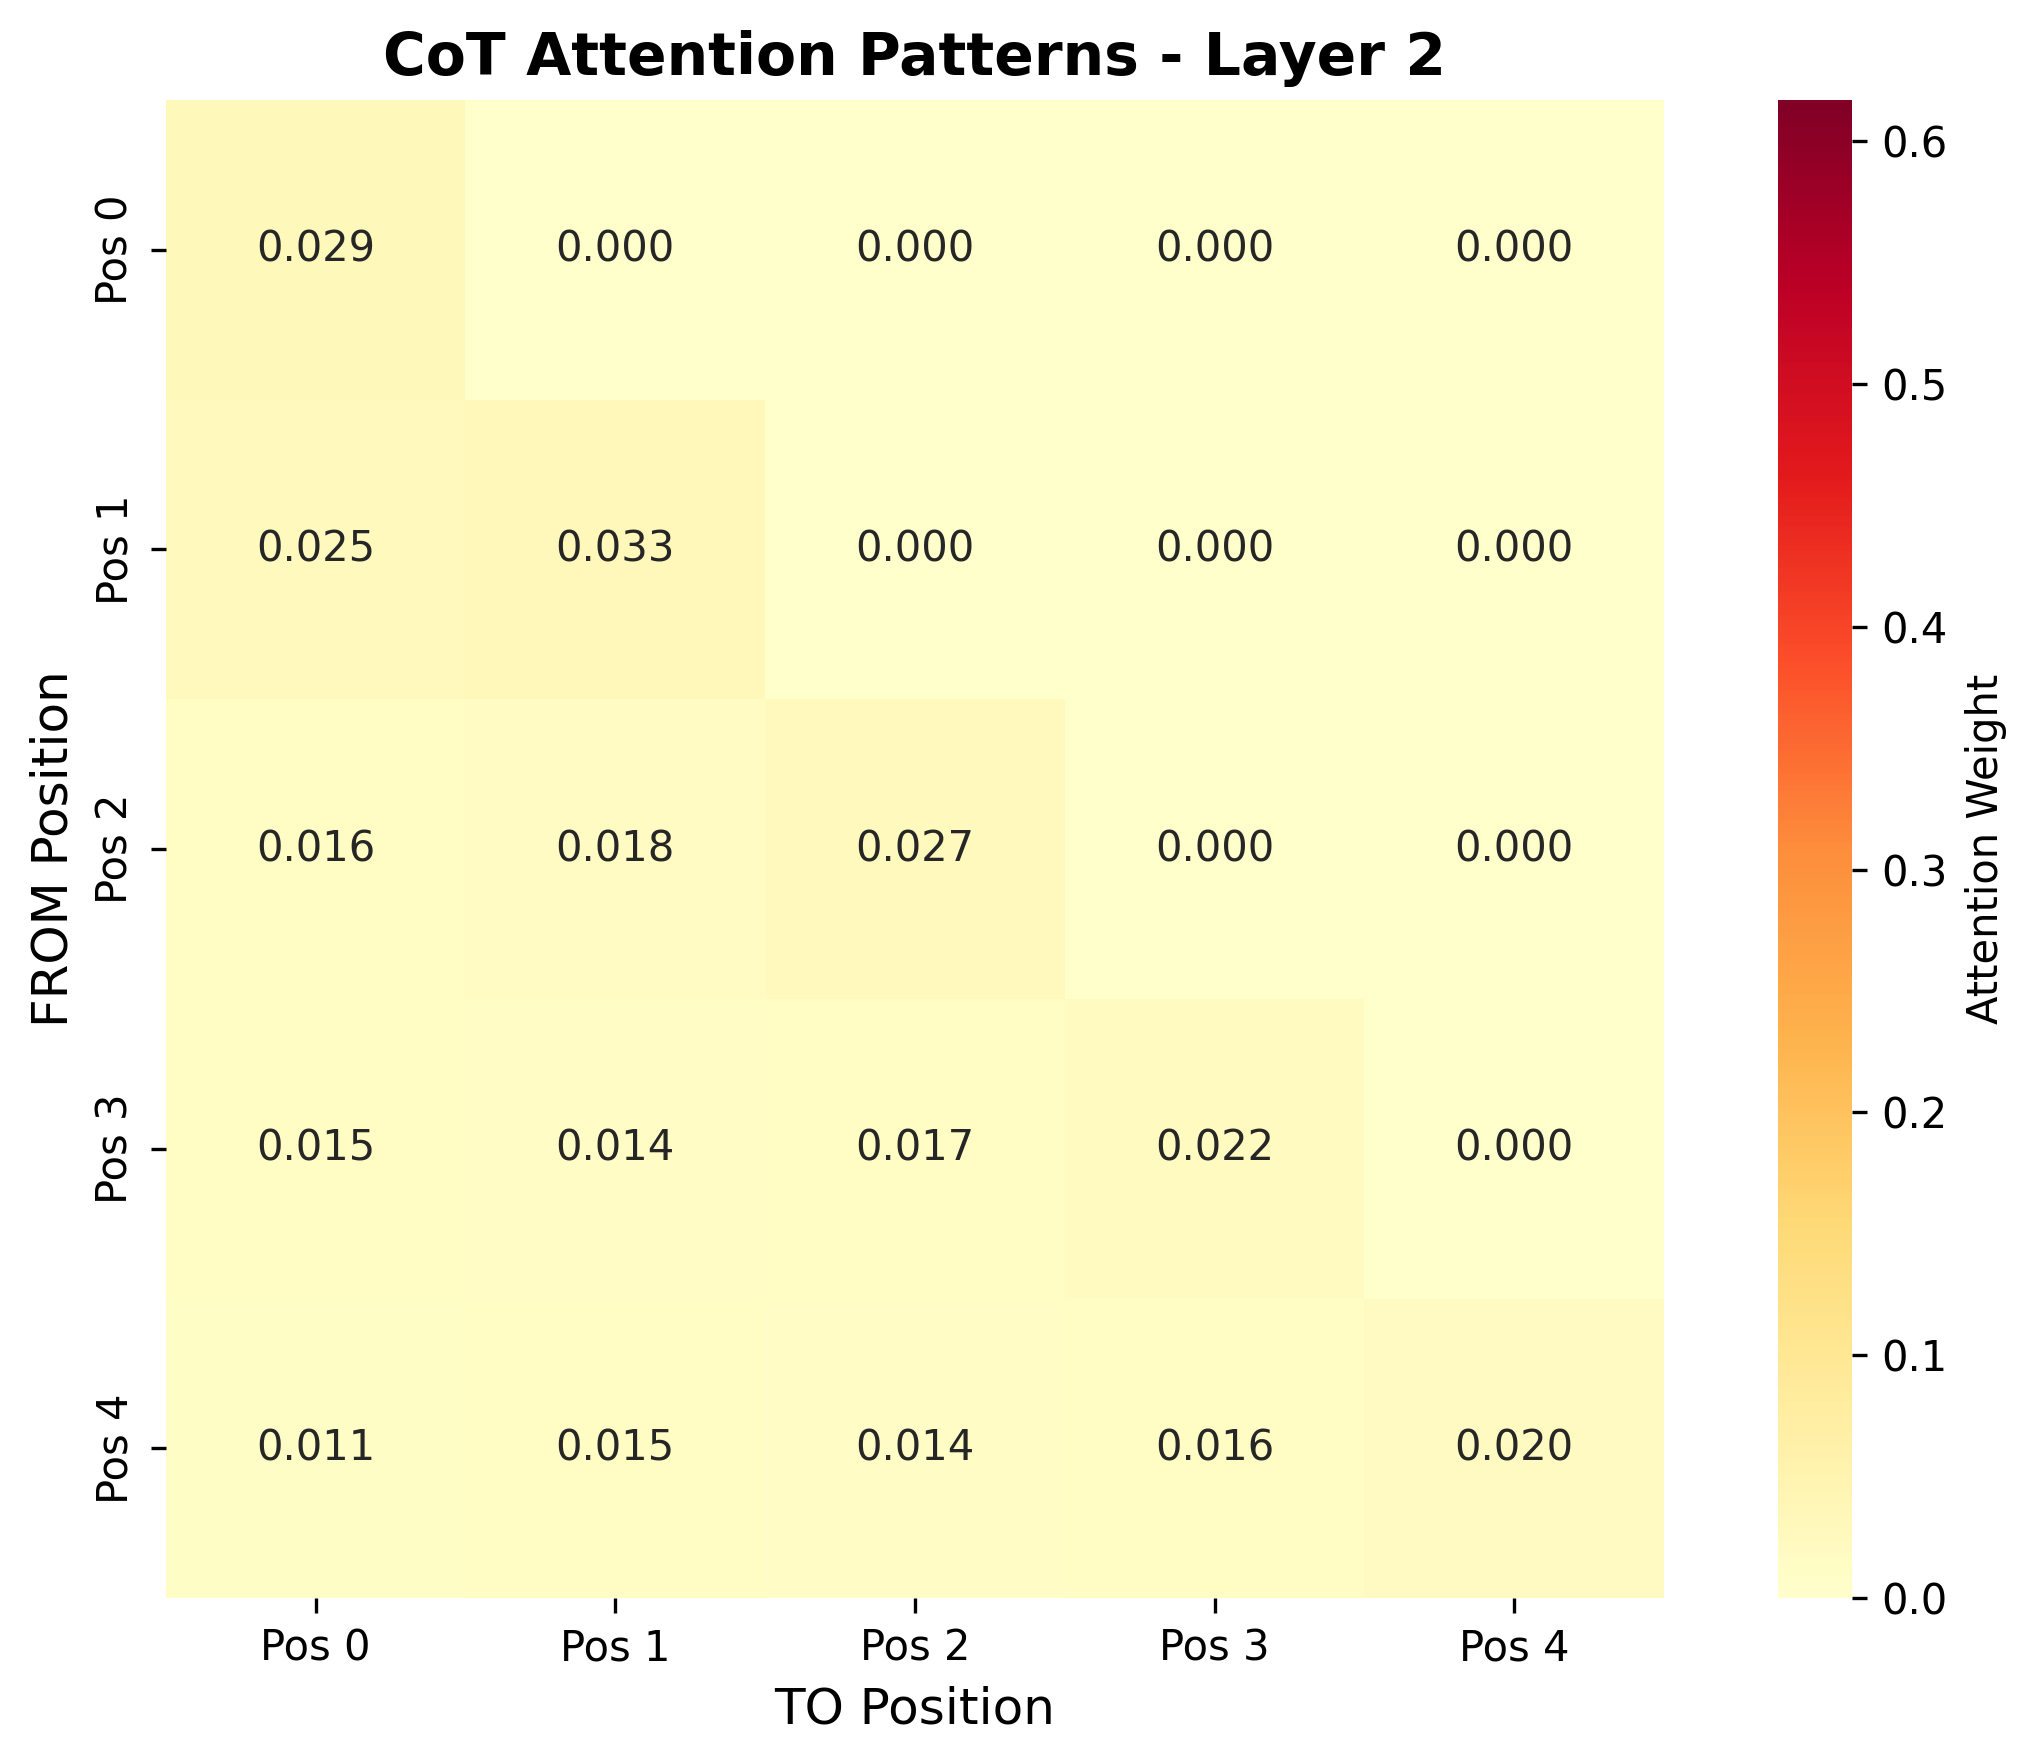 CoT Attention Patterns - Layer 2
FROM Position
Pos 0
0.029 0.000 0.000 0.000 0.000
Pos 1
0.025 0.033 0.000 0.000 0.000
Pos 2
0.016 0.018 0.027 0.000 0.000
Pos 3
0.015 0.014 0.017 0.022 0.000
Pos 4
0.011 0.015 0.014 0.016 0.020
Pos 0 Pos 1 Pos 2 Pos 3 Pos 4
TO Position
0.6
0.5
0.4
0.3
0.2
0.1
0.0
Attention Weight